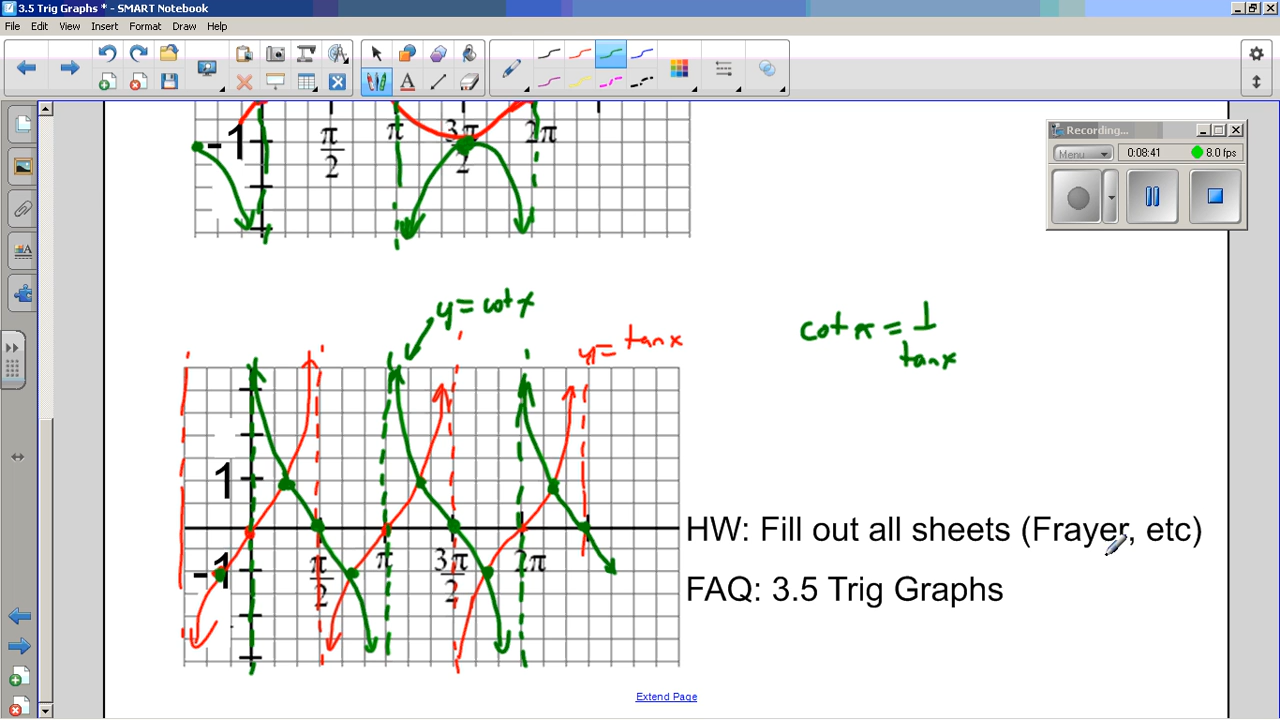 3.5 Trig Graphs * - SMART Notebook
File Edit View Insert Format Draw Help
Recording...
Menu 0:08:41 8.0 fps
-1 π/2 π 3π/2 2π
y = cot x
cot x = 1/tan x
y = tan x
1
-1 π/2 π 3π/2 2π
HW: Fill out all sheets (Frayer, etc)
FAQ: 3.5 Trig Graphs
Extend Page